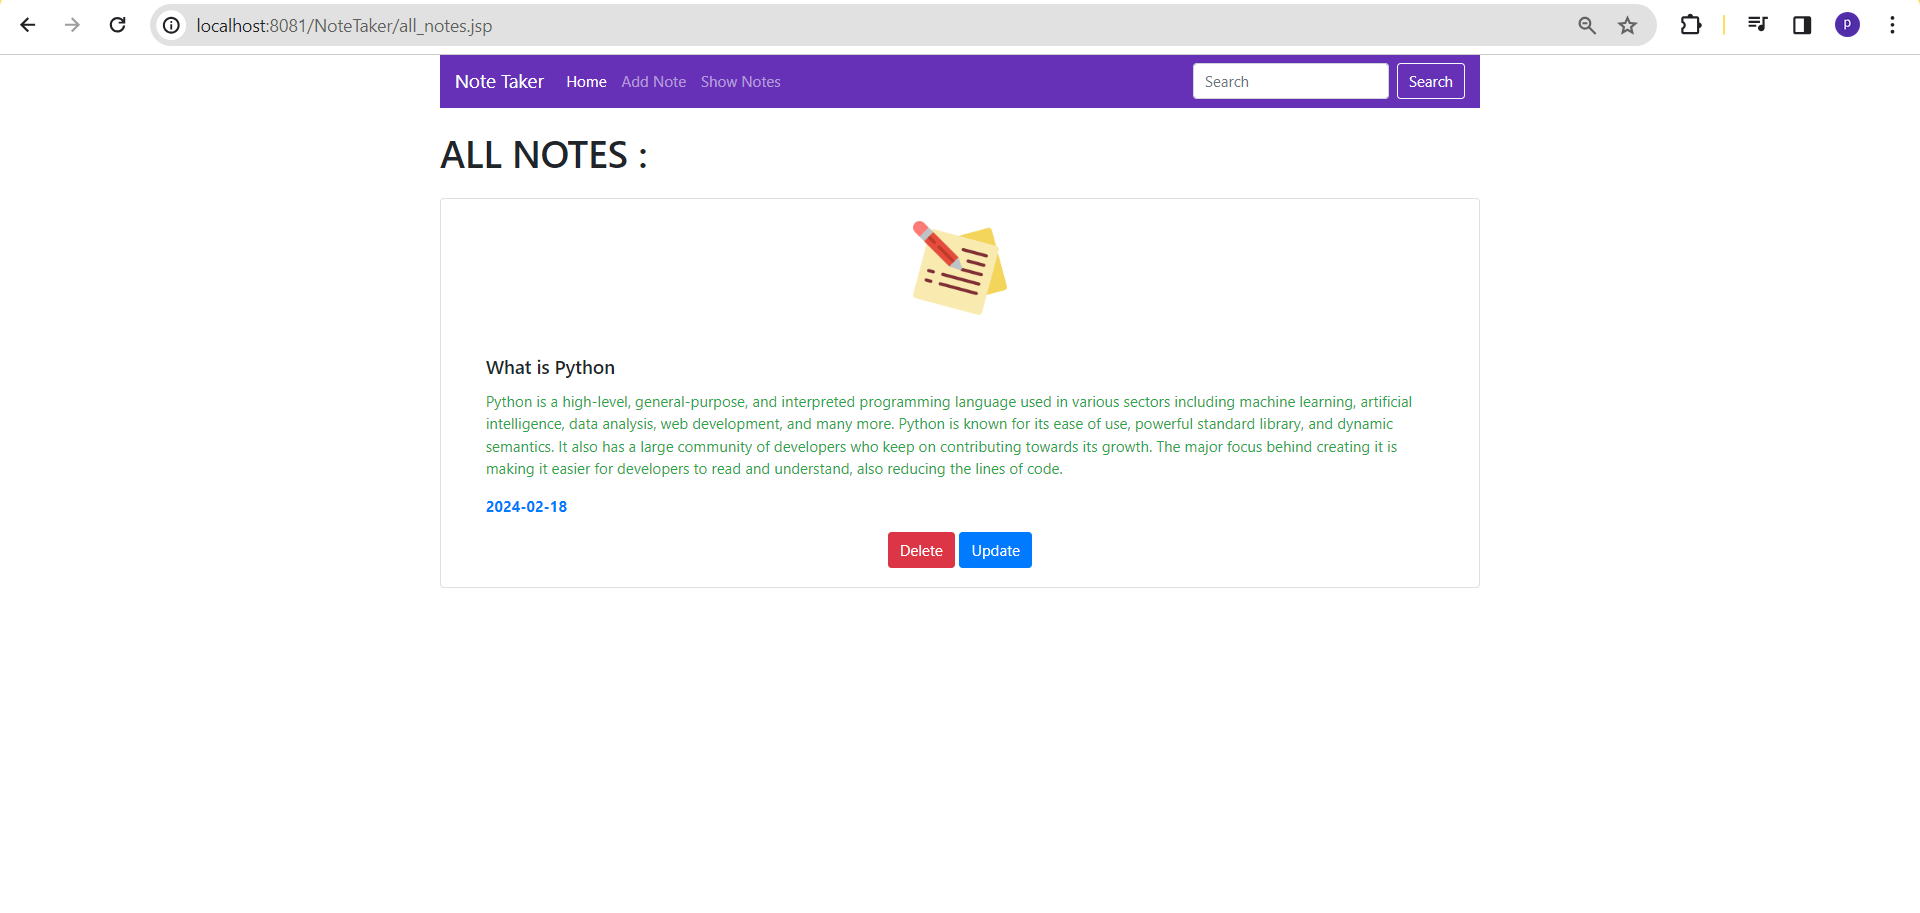 localhost:8081/NoteTaker/all_notes.jsp
p
Note Taker Home Add Note Show Notes Search Search
ALL NOTES :
What is Python
Python is a high-level, general-purpose, and interpreted programming language used in various sectors including machine learning, artificial
intelligence, data analysis, web development, and many more. Python is known for its ease of use, powerful standard library, and dynamic
semantics. It also has a large community of developers who keep on contributing towards its growth. The major focus behind creating it is
making it easier for developers to read and understand, also reducing the lines of code.
2024-02-18
Delete Update